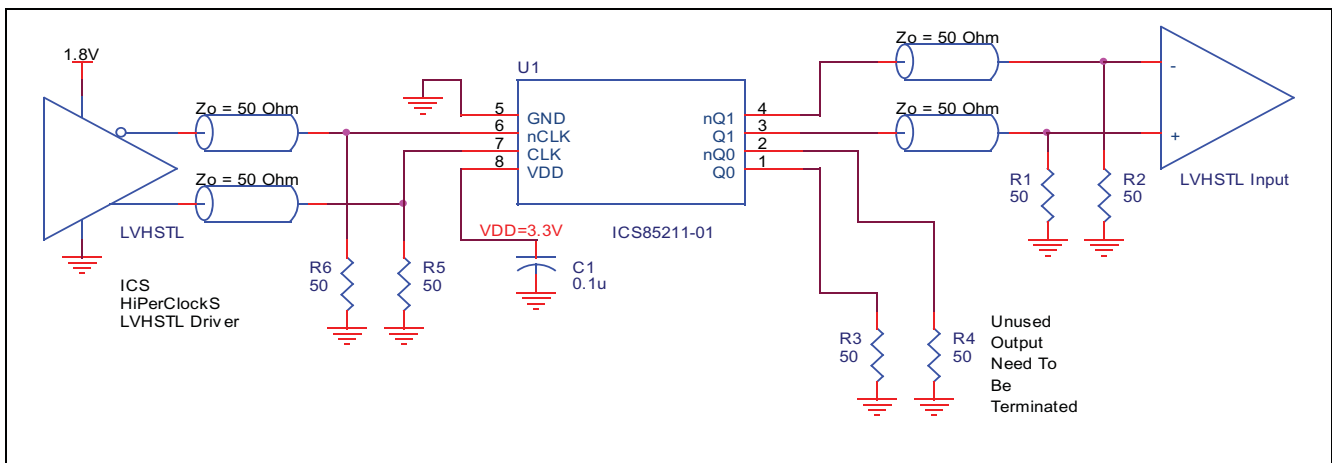 1.8V
Zo = 50 Ohm
Zo = 50 Ohm
LVHSTL
ICS
HiPerClockS
LVHSTL Driver
R6
50
R5
50
U1
5
6
7
8
GND
nCLK
CLK
VDD
nQ1
Q1
nQ0
Q0
4
3
2
1
VDD=3.3V
ICS85211-01
C1
0.1u
Zo = 50 Ohm
Zo = 50 Ohm
-
+
R1
50
R2
50
LVHSTL Input
R3
50
R4
50
Unused
Output
Need To
Be
Terminated